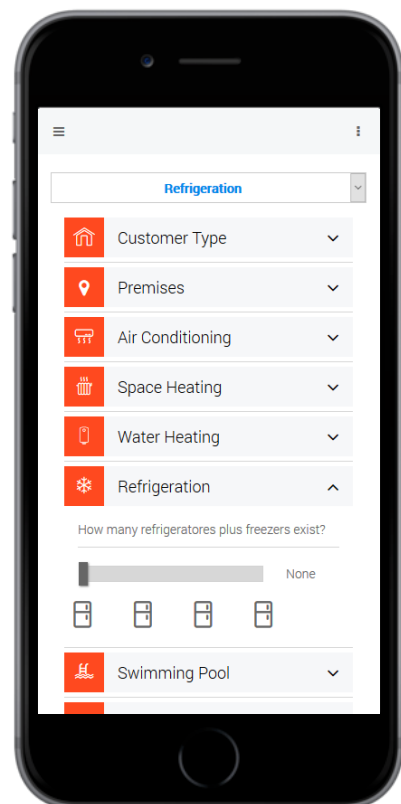 Refrigeration
Customer Type
Premises
Air Conditioning
Space Heating
Water Heating
Refrigeration
How many refrigeratores plus freezers exist?
None
Swimming Pool